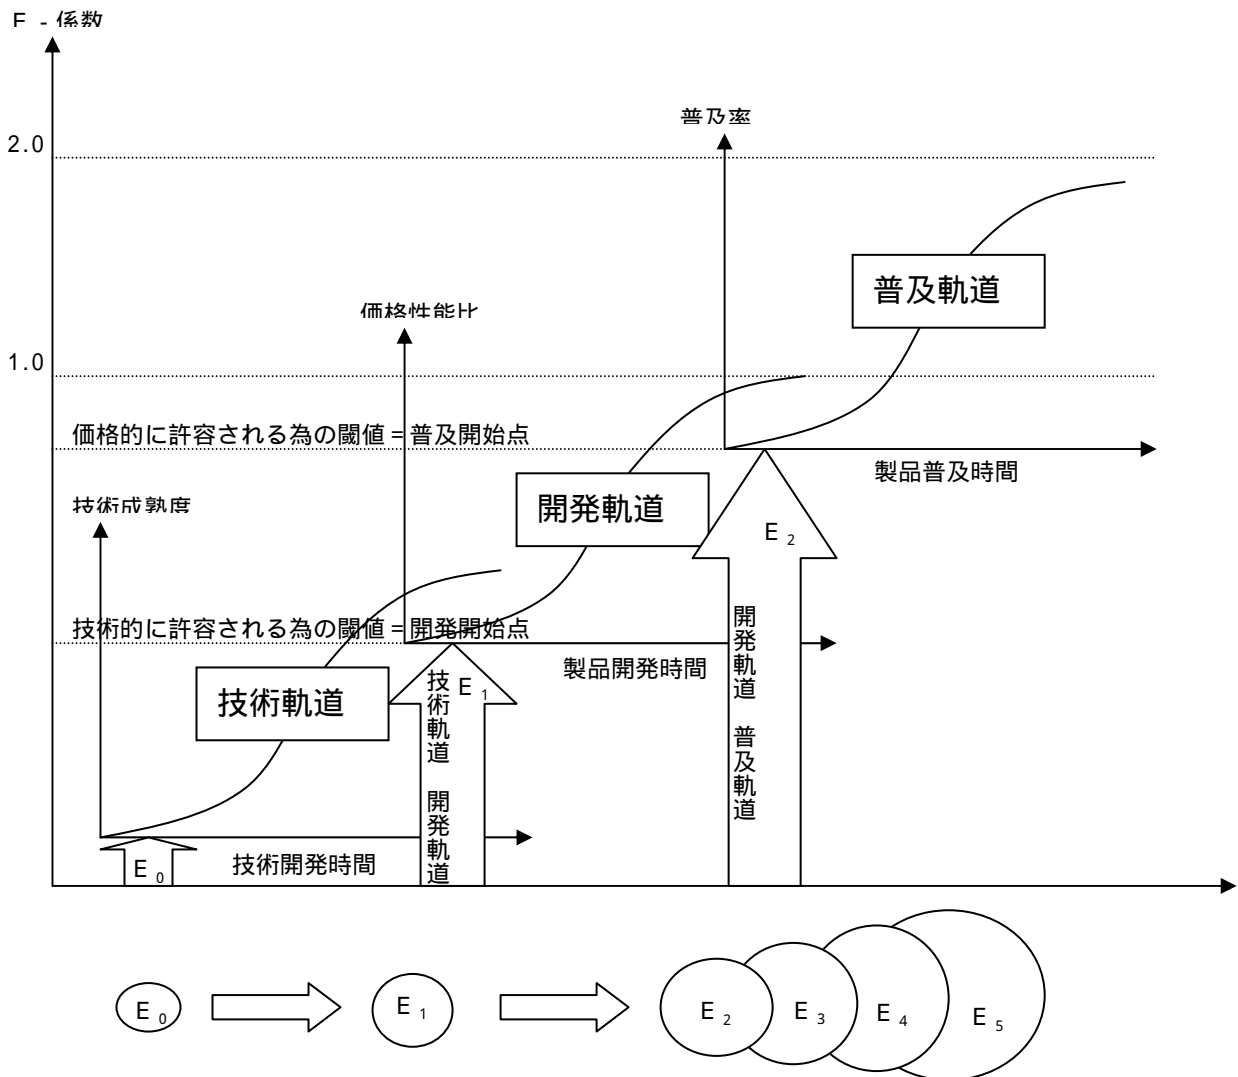 E - 係数
普及率
2.0
普及軌道
価格性能比
1.0
価格的に許容される為の閾値 = 普及開始点
製品普及時間
技術成熟度
開発軌道
E 2
技術的に許容される為の閾値 = 開発開始点
製品開発時間
開発軌道 普及軌道
技術軌道
E 1
技術軌道 開発軌道
E 0
技術開発時間
E 0
E 1
E 2
E 3
E 4
E 5